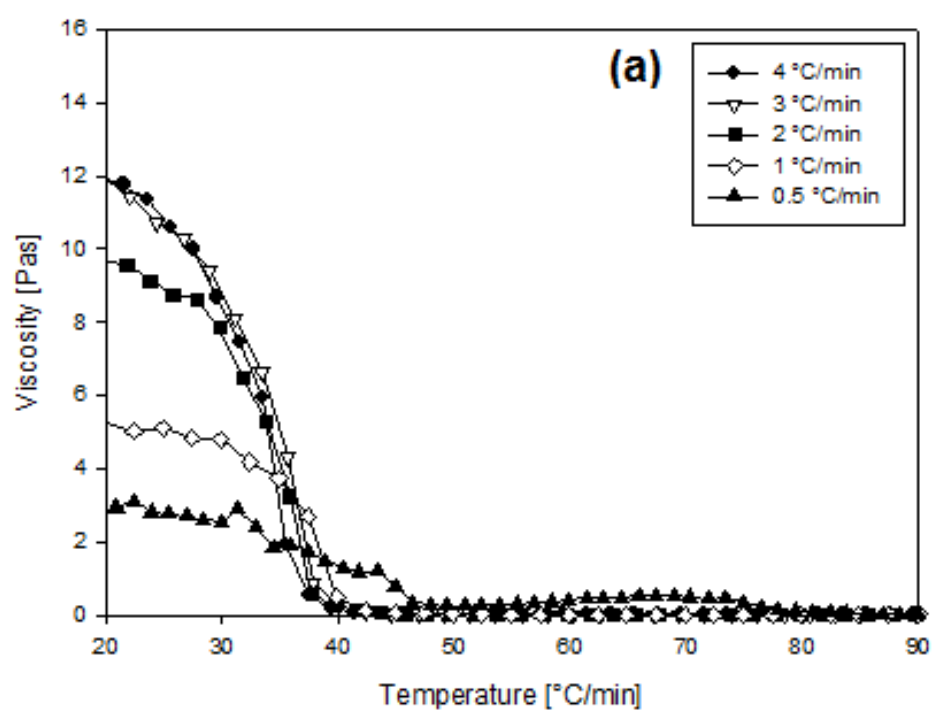 (a)
4 °C/min
3 °C/min
2 °C/min
1 °C/min
0.5 °C/min
16
14
12
10
8
6
4
2
0
Viscosity [Pas]
20 30 40 50 60 70 80 90
Temperature [°C/min]